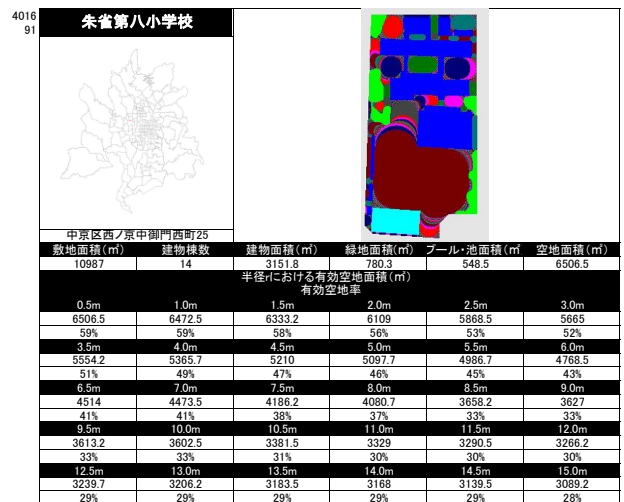 4016
91
朱雀第八小学校
中京区西ノ京中御門西町25
敷地面積(㎡) 建物棟数 建物面積(㎡) 緑地面積(㎡) プール・池面積(㎡ 空地面積(㎡)
10987 14 3151.8 780.3 548.5 6506.5
半径rにおける有効空地面積(㎡)
有効空地率
0.5m 1.0m 1.5m 2.0m 2.5m 3.0m
6506.5 6472.5 6333.2 6109 5868.5 5665
59% 59% 58% 56% 53% 52%
3.5m 4.0m 4.5m 5.0m 5.5m 6.0m
5554.2 5365.7 5210 5097.7 4986.7 4768.5
51% 49% 47% 46% 45% 43%
6.5m 7.0m 7.5m 8.0m 8.5m 9.0m
4514 4473.5 4186.2 4080.7 3658.2 3627
41% 41% 38% 37% 33% 33%
9.5m 10.0m 10.5m 11.0m 11.5m 12.0m
3613.2 3602.5 3381.5 3329 3290.5 3266.2
33% 33% 31% 30% 30% 30%
12.5m 13.0m 13.5m 14.0m 14.5m 15.0m
3239.7 3206.2 3183.5 3168 3139.5 3089.2
29% 29% 29% 29% 29% 28%